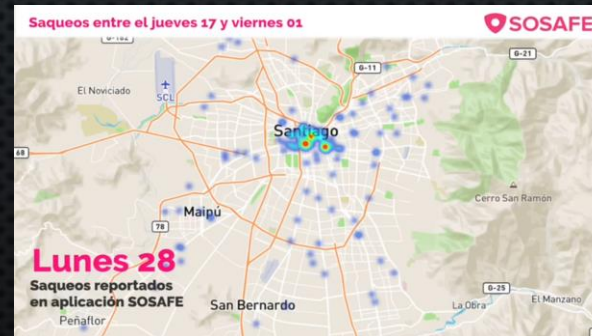 Saqueos entre el jueves 17 y viernes 01
SOSAFE
G-21
G-11
El Noviciado
SCL
Santiago
68
Cerro San Ramón
Maipú
78
Lunes 28
Saqueos reportados
en aplicación SOSAFE
G-25
San Bernardo
La Obra
El Manzano
Peñaflor